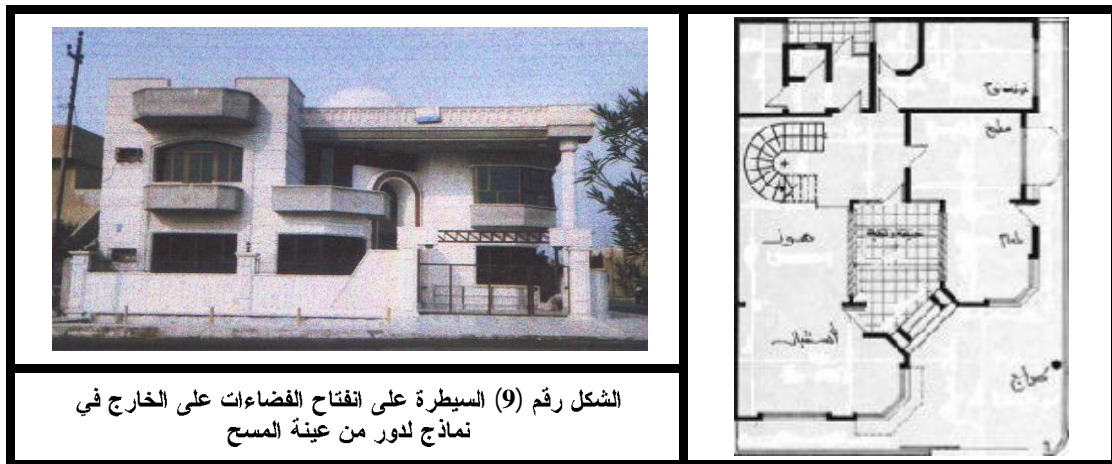 الشكل رقم (9) السيطرة على انفتاح الفضاءات على الخارج في
نماذج لدور من عينة المسح
مطبخ
طعام
هول
أستقبال
كراج